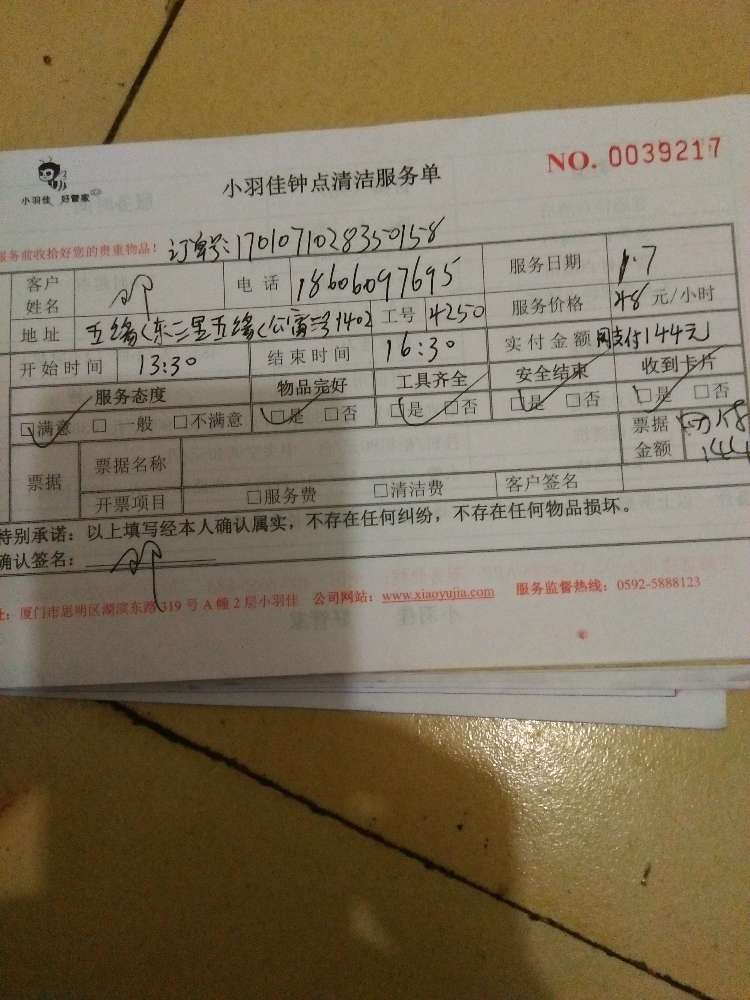 小羽佳 好管家
小羽佳钟点清洁服务单
NO. 0039217
服务前收拾好您的贵重物品！ 订单号:170107102835-0158
客户姓名 邓 电话 18606097695 服务日期 1.7
地址 五缘(东二里五缘公寓 1402 工号 4250 服务价格 48 元/小时
开始时间 13:30 结束时间 16:30 实付金额 网支付144元
服务态度 物品完好 工具齐全 安全结束 收到卡片
☑满意 □一般 □不满意 ☑是 □否 ☑是 □否 ☑是 □否 ☑是 □否
票据 票据名称 票据金额 144
开票项目 □服务费 □清洁费 客户签名
特别承诺：以上填写经本人确认属实，不存在任何纠纷，不存在任何物品损坏。
确认签名： 邓
址：厦门市思明区湖滨东路 319 号 A 幢 2 层小羽佳 公司网站：www.xiaoyujia.com 服务监督热线：0592-5888123